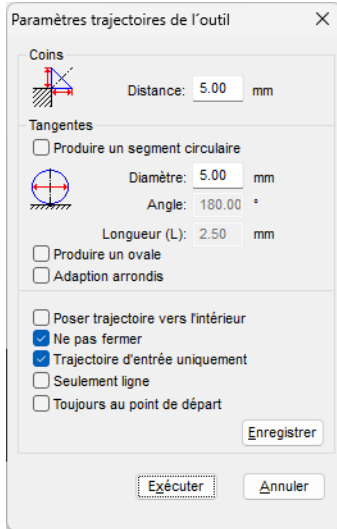 Paramètres trajectoires de l´outil
Coins
Distance: 5.00 mm
Tangentes
Produire un segment circulaire
Diamètre: 5.00 mm
Angle: 180.00 °
Longueur (L): 2.50 mm
Produire un ovale
Adaption arrondis
Poser trajectoire vers l'intérieur
Ne pas fermer
Trajectoire d'entrée uniquement
Seulement ligne
Toujours au point de départ
Enregistrer
Exécuter Annuler